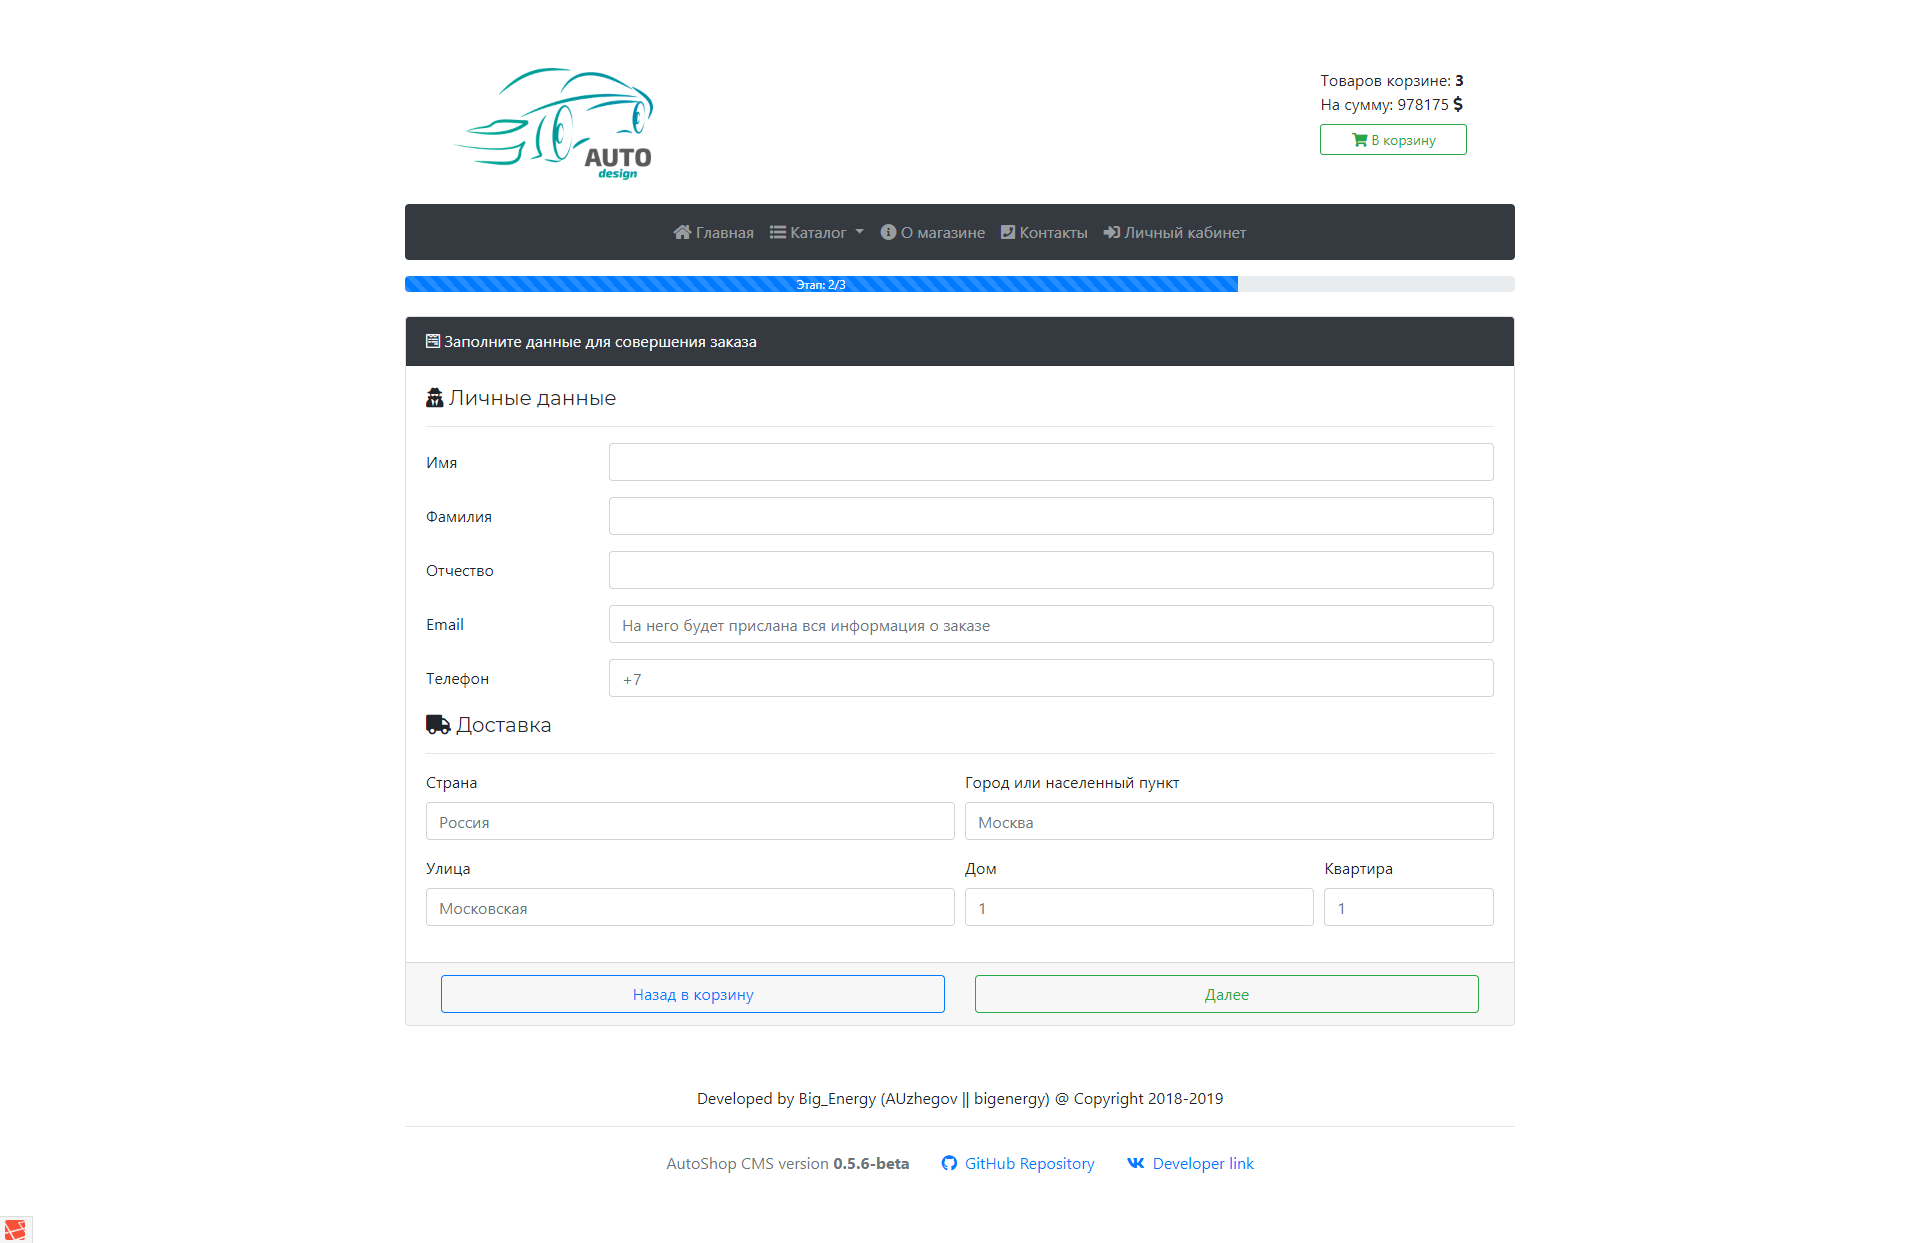 AUTO
design
Товаров корзине: 3
На сумму: 978175 $
В корзину
Главная Каталог О магазине Контакты Личный кабинет
Этап: 2/3
Заполните данные для совершения заказа
Личные данные
Имя
Фамилия
Отчество
Email На него будет прислана вся информация о заказе
Телефон +7
Доставка
Страна Город или населенный пункт
Россия Москва
Улица Дом Квартира
Московская 1 1
Назад в корзину Далее
Developed by Big_Energy (AUzhegov || bigenergy) @ Copyright 2018-2019
AutoShop CMS version 0.5.6-beta GitHub Repository Developer link